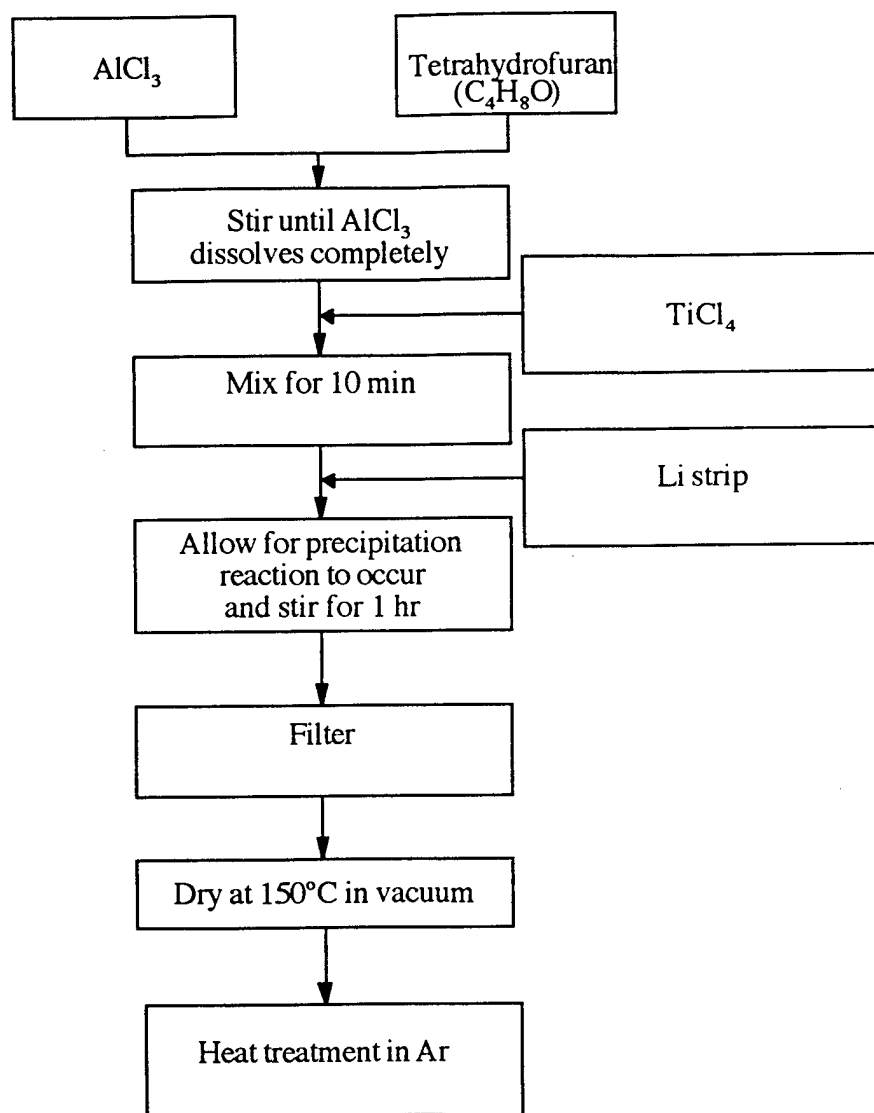 AlCl₃
Tetrahydrofuran
(C₄H₈O)
Stir until AlCl₃
dissolves completely
TiCl₄
Mix for 10 min
Li strip
Allow for precipitation
reaction to occur
and stir for 1 hr
Filter
Dry at 150°C in vacuum
Heat treatment in Ar